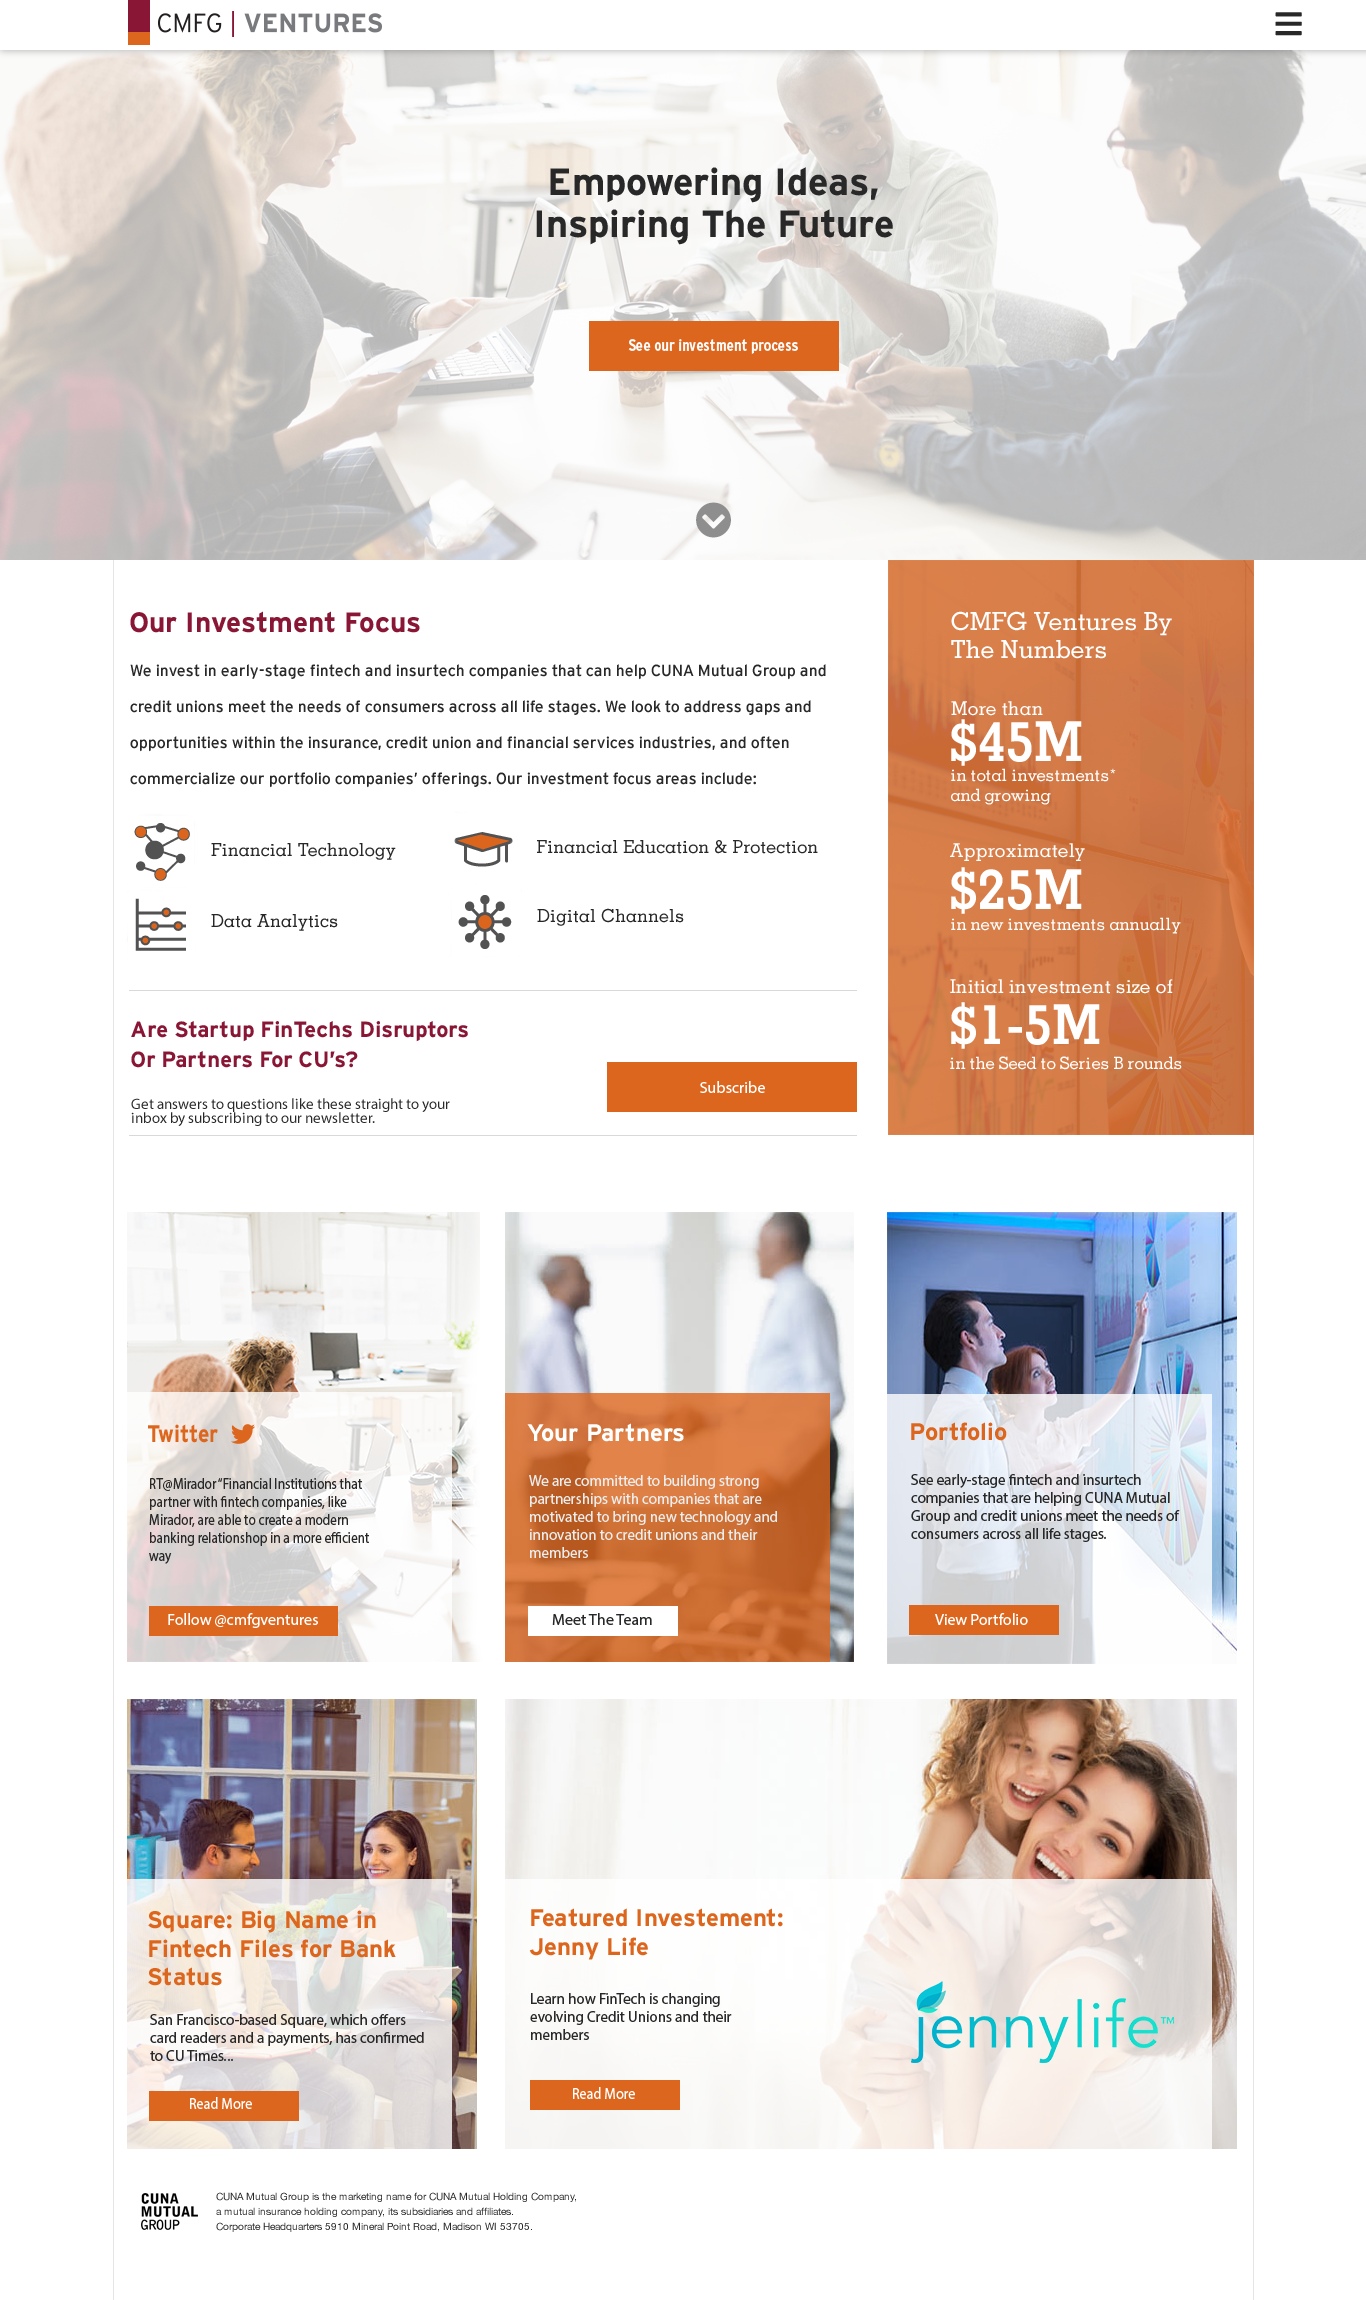 CMFG | VENTURES
Empowering Ideas,
Inspiring The Future
See our investment process
Our Investment Focus
We invest in early-stage fintech and insurtech companies that can help CUNA Mutual Group and
credit unions meet the needs of consumers across all life stages. We look to address gaps and
opportunities within the insurance, credit union and financial services industries, and often
commercialize our portfolio companies’ offerings. Our investment focus areas include:
Financial Technology
Financial Education & Protection
Data Analytics
Digital Channels
Are Startup FinTechs Disruptors
Or Partners For CU’s?
Get answers to questions like these straight to your
inbox by subscribing to our newsletter.
Subscribe
CMFG Ventures By
The Numbers
More than
$45M
in total investments*
and growing
Approximately
$25M
in new investments annually
Initial investment size of
$1-5M
in the Seed to Series B rounds
Twitter
RT@Mirador “Financial Institutions that
partner with fintech companies, like
Mirador, are able to create a modern
banking relationshop in a more efficient
way
Follow @cmfgventures
Your Partners
We are committed to building strong
partnerships with companies that are
motivated to bring new technology and
innovation to credit unions and their
members
Meet The Team
Portfolio
See early-stage fintech and insurtech
companies that are helping CUNA Mutual
Group and credit unions meet the needs of
consumers across all life stages.
View Portfolio
Square: Big Name in
Fintech Files for Bank
Status
San Francisco-based Square, which offers
card readers and a payments, has confirmed
to CU Times...
Read More
Featured Investement:
Jenny Life
Learn how FinTech is changing
evolving Credit Unions and their
members
Read More
jennylife™
CUNA
MUTUAL
GROUP
CUNA Mutual Group is the marketing name for CUNA Mutual Holding Company,
a mutual insurance holding company, its subsidiaries and affiliates.
Corporate Headquarters 5910 Mineral Point Road, Madison WI 53705.